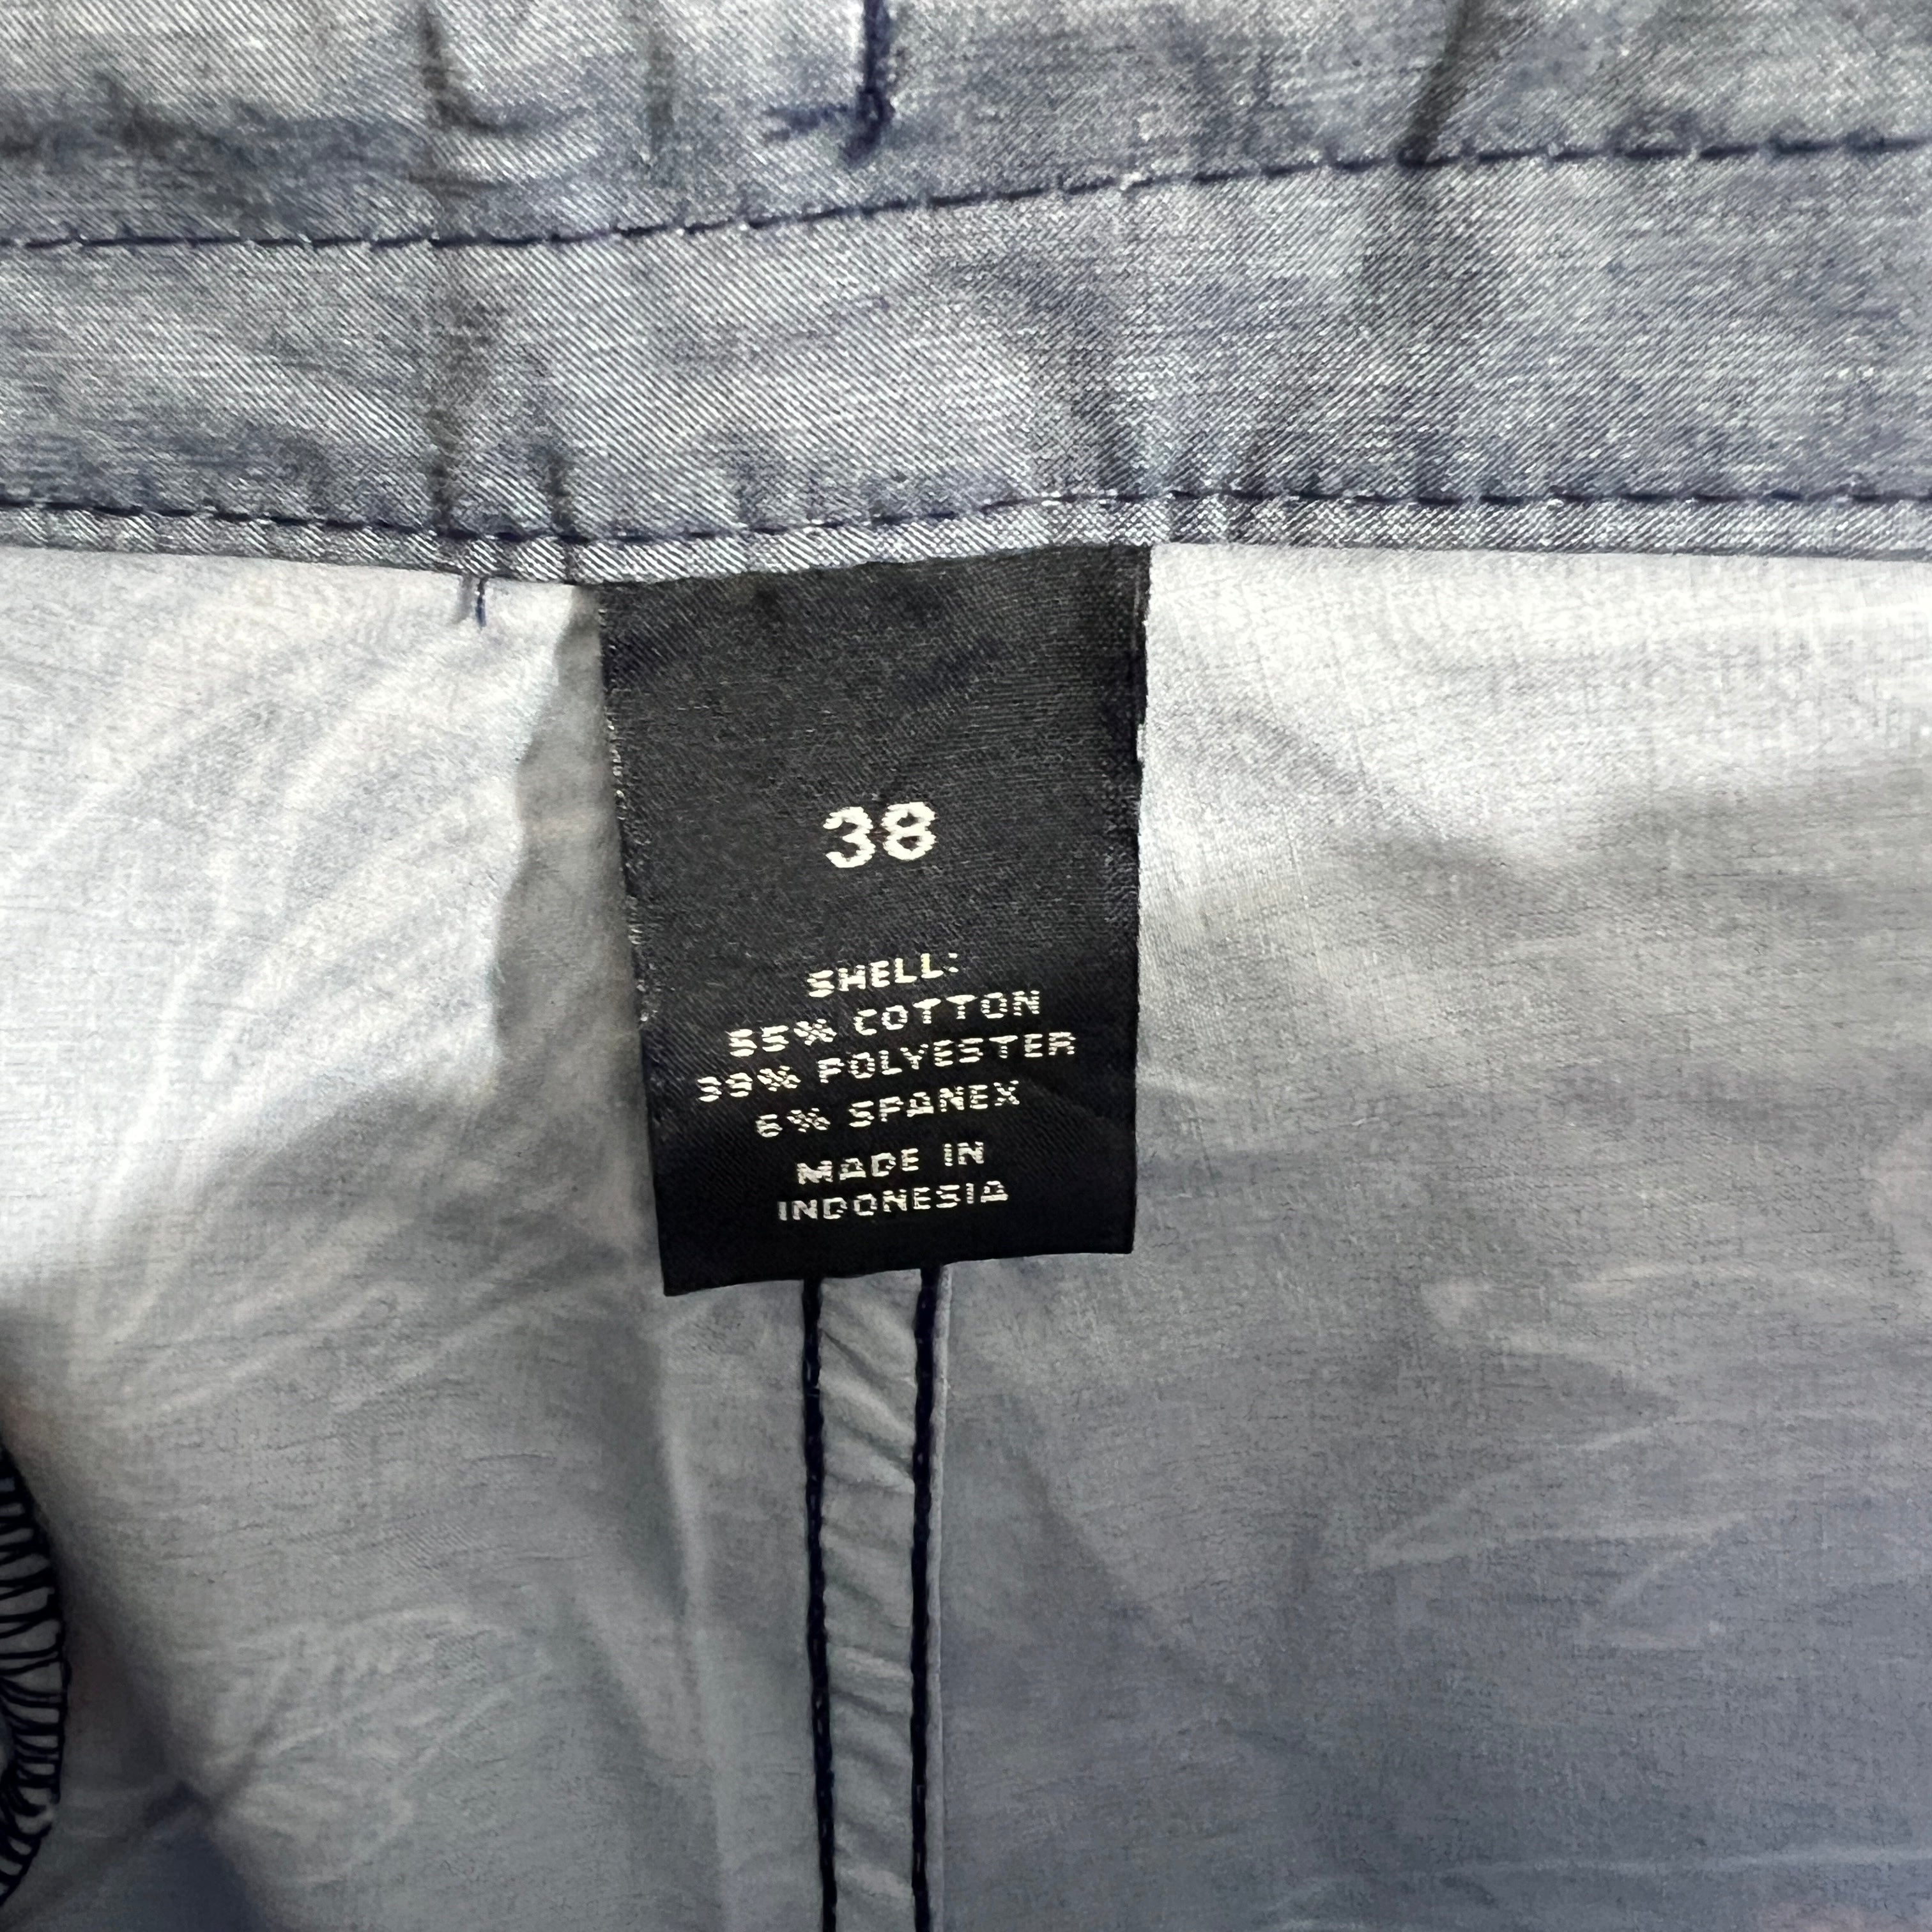 38
SHELL:
55% COTTON
39% POLYESTER
6% SPANEX
MADE IN
INDONESIA